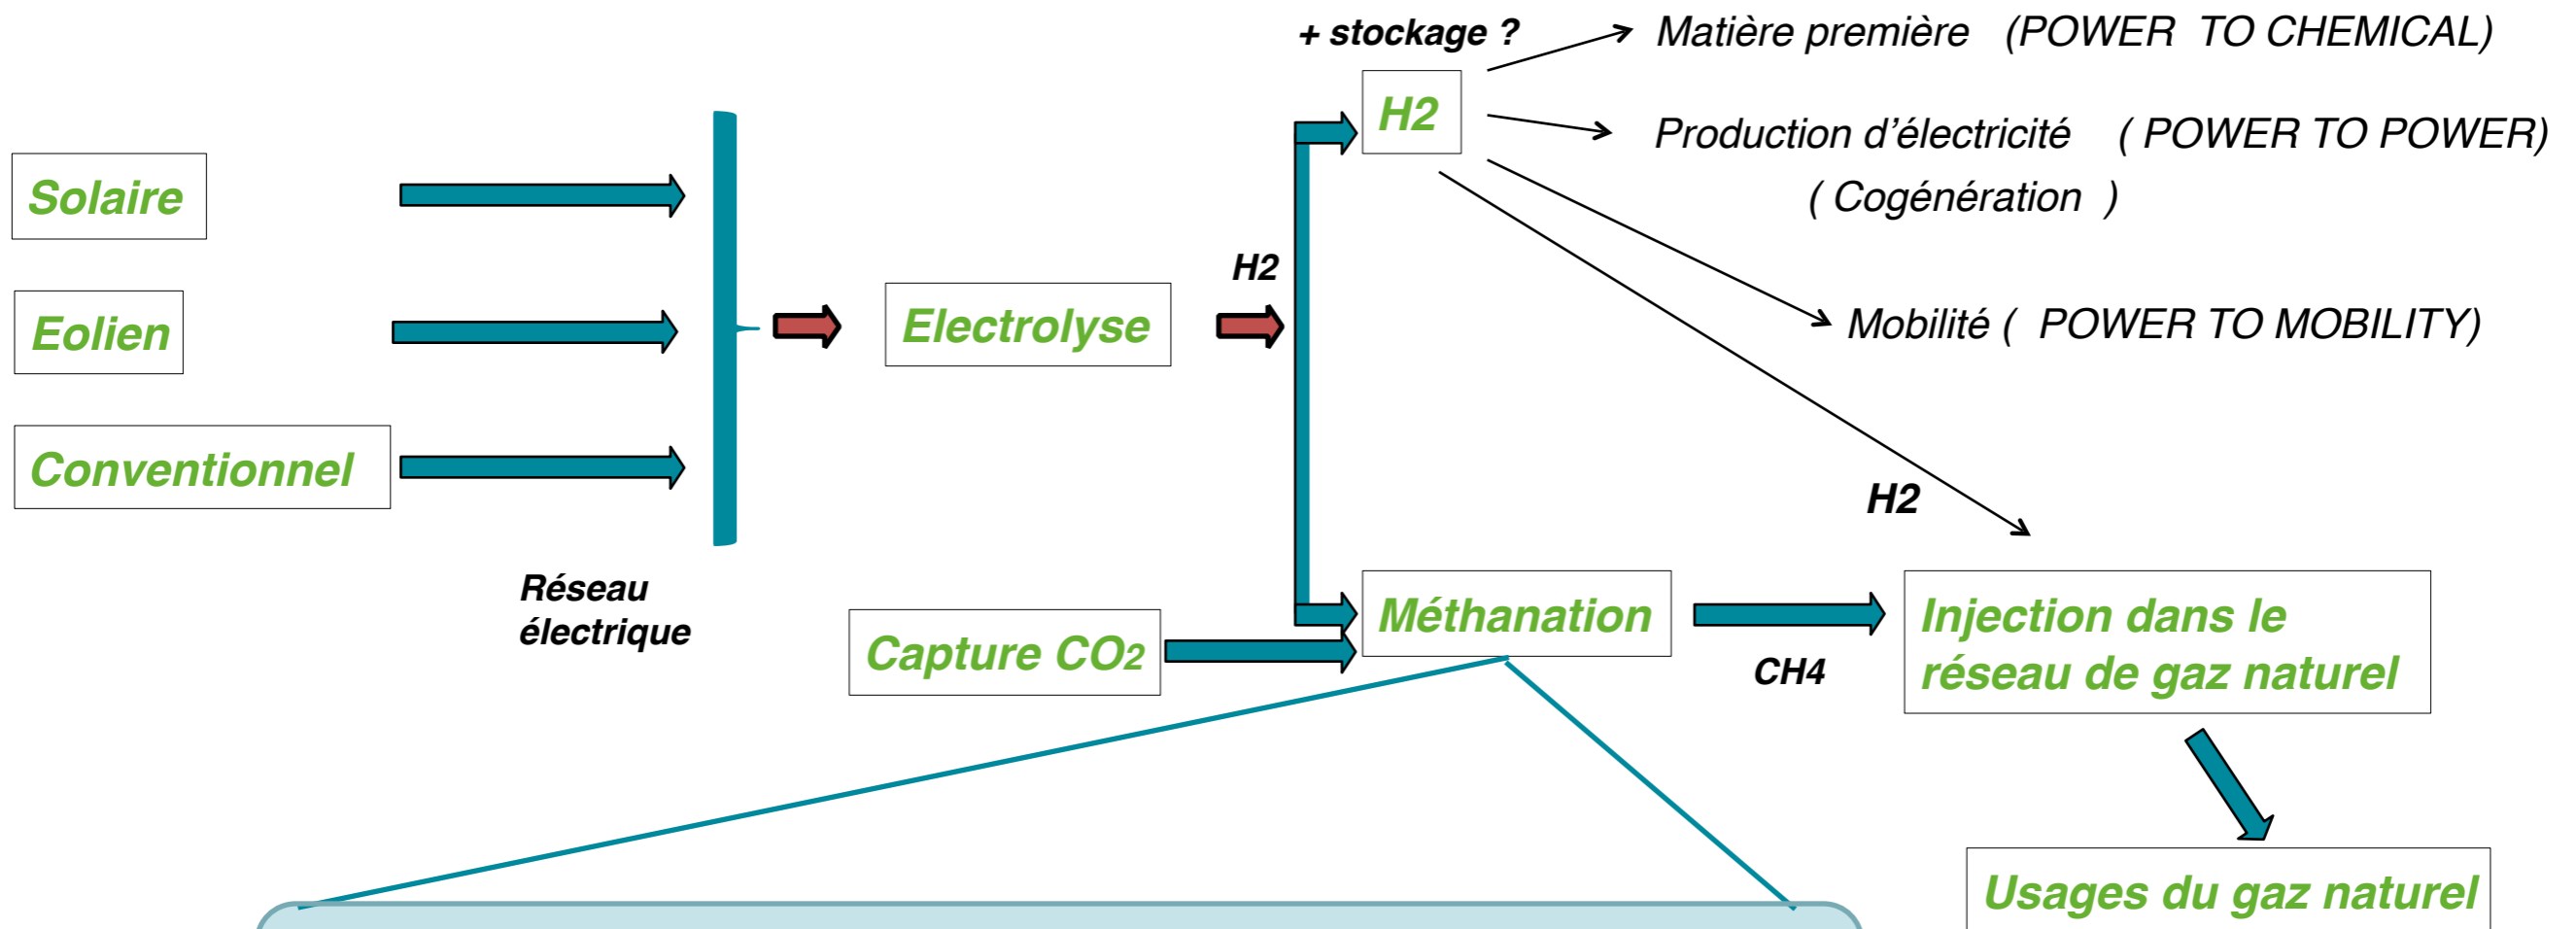 + stockage ?
Matière première (POWER TO CHEMICAL)
H2
Production d'électricité ( POWER TO POWER)
( Cogénération )
Solaire
H2
Mobilité ( POWER TO MOBILITY)
Eolien
Electrolyse
Conventionnel
H2
Réseau
électrique
Capture CO2
Méthanation
CH4
Injection dans le
réseau de gaz naturel
Usages du gaz naturel